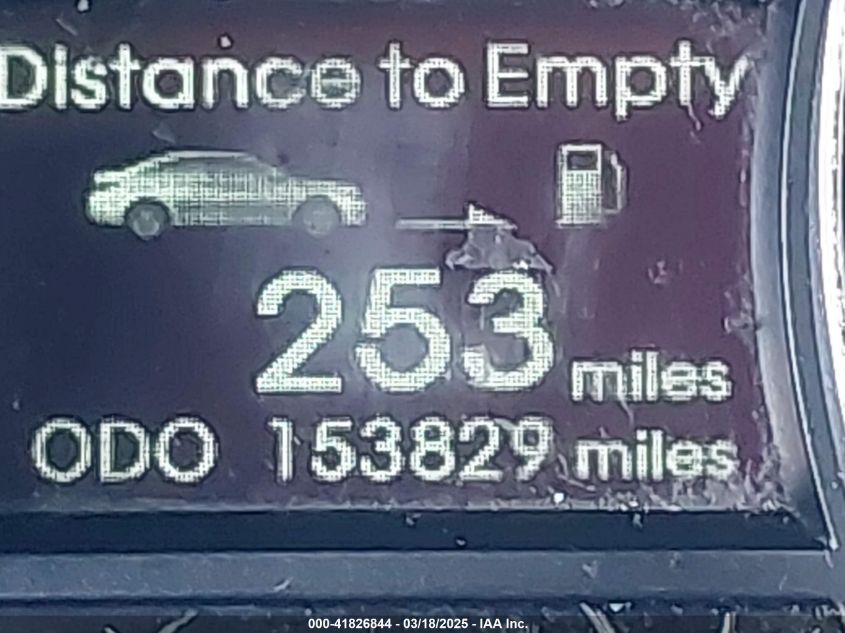 Distance to Empty
253 miles
ODO 153829 miles
000-41826844 - 03/18/2025 - IAA Inc.